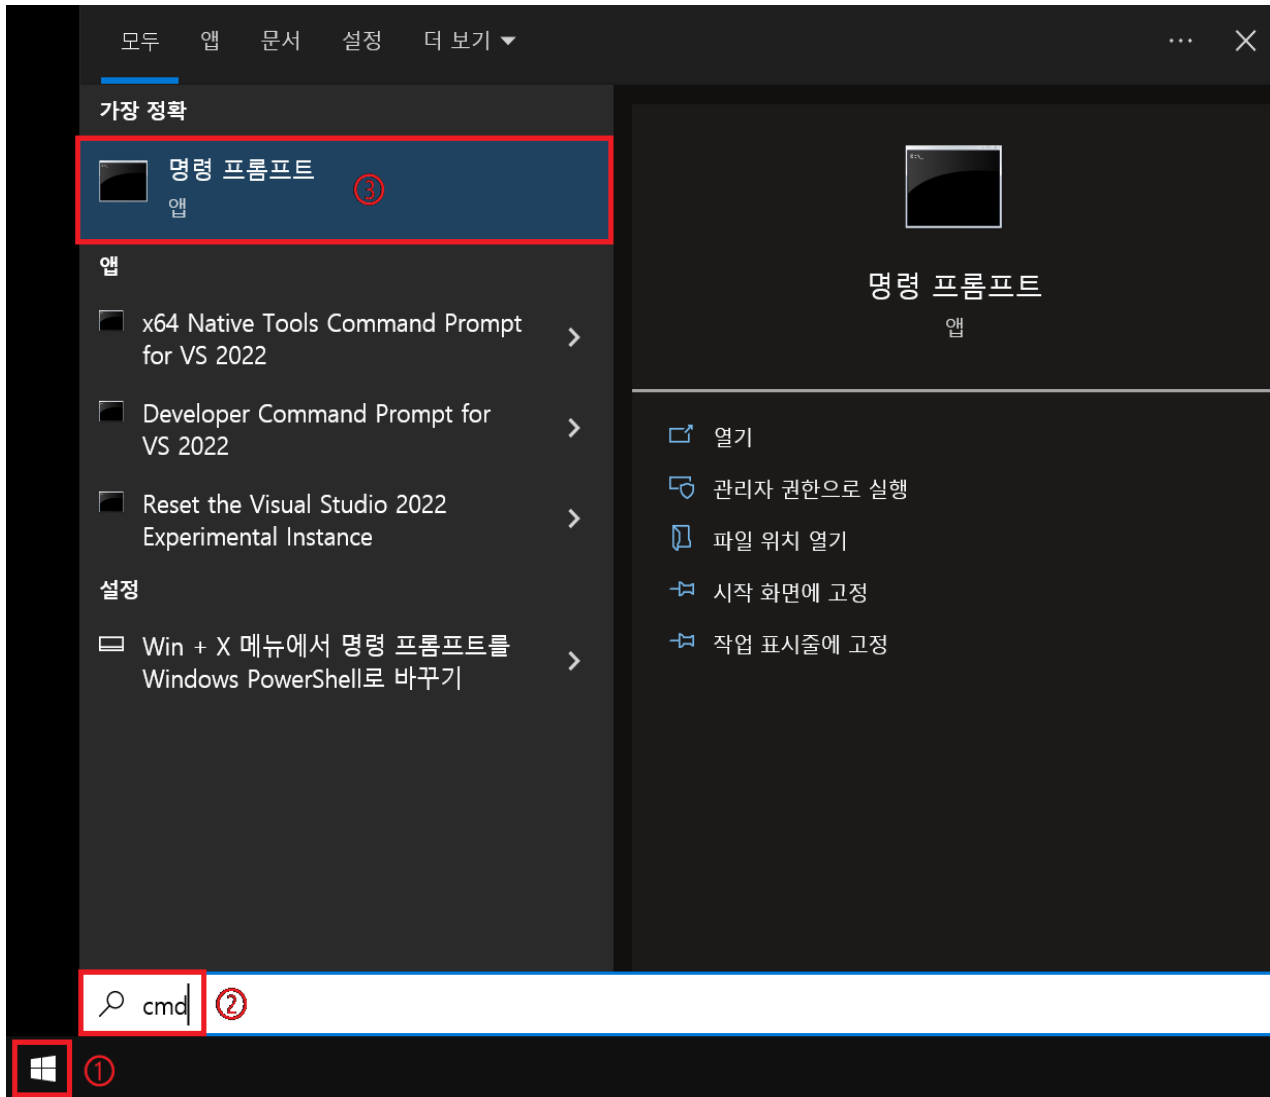 모두 앱 문서 설정 더 보기
가장 정확
명령 프롬프트
앱
③
앱
x64 Native Tools Command Prompt
for VS 2022
Developer Command Prompt for
VS 2022
Reset the Visual Studio 2022
Experimental Instance
설정
Win + X 메뉴에서 명령 프롬프트를
Windows PowerShell로 바꾸기
명령 프롬프트
앱
열기
관리자 권한으로 실행
파일 위치 열기
시작 화면에 고정
작업 표시줄에 고정
cmd ②
①